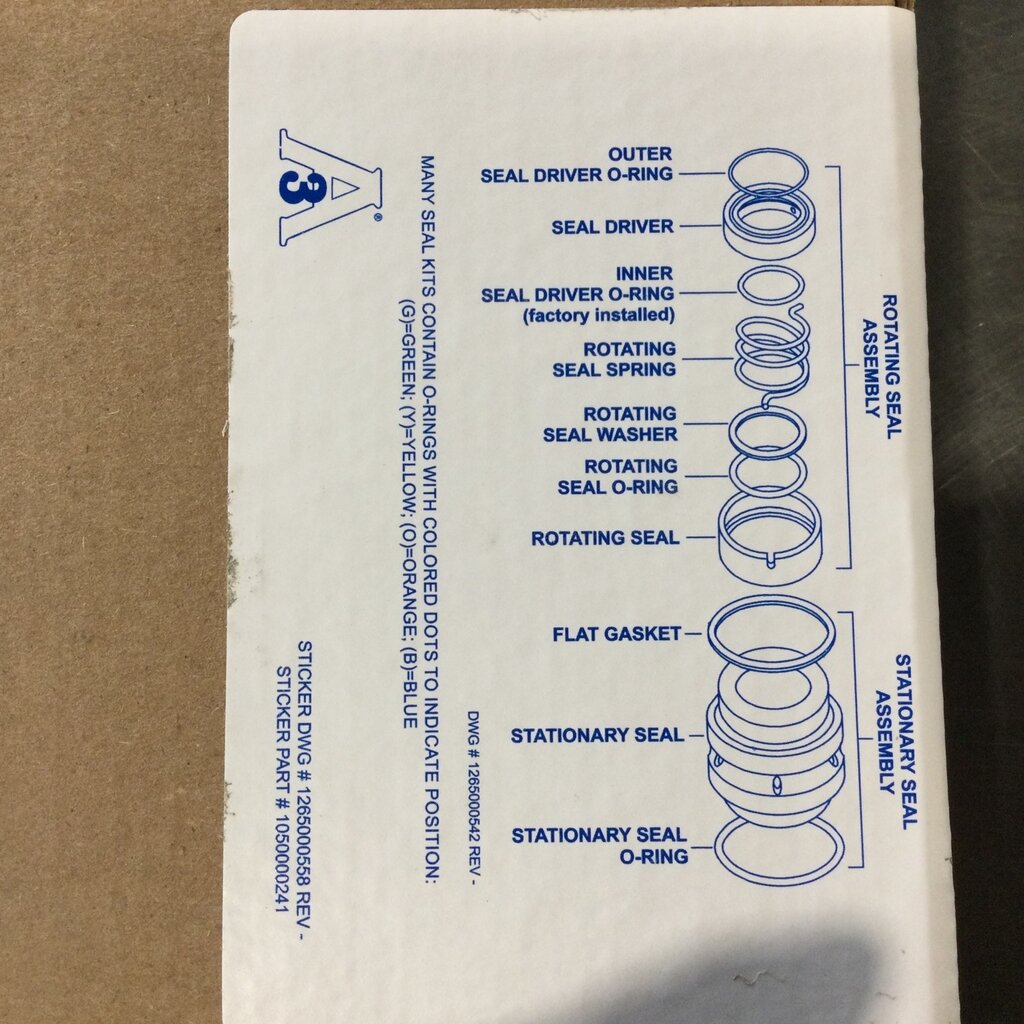 OUTER
SEAL DRIVER O-RING
SEAL DRIVER
INNER
SEAL DRIVER O-RING
(factory installed)
ROTATING
SEAL SPRING
ROTATING
SEAL WASHER
ROTATING
SEAL O-RING
ROTATING SEAL
FLAT GASKET
STATIONARY SEAL
STATIONARY SEAL
O-RING
ROTATING SEAL
ASSEMBLY
STATIONARY SEAL
ASSEMBLY
DWG # 1265000542 REV -
MANY SEAL KITS CONTAIN O-RINGS WITH COLORED DOTS TO INDICATE POSITION:
(G)=GREEN; (Y)=YELLOW; (O)=ORANGE; (B)=BLUE
A3®
STICKER DWG # 1265000558 REV -
STICKER PART # 1050000241